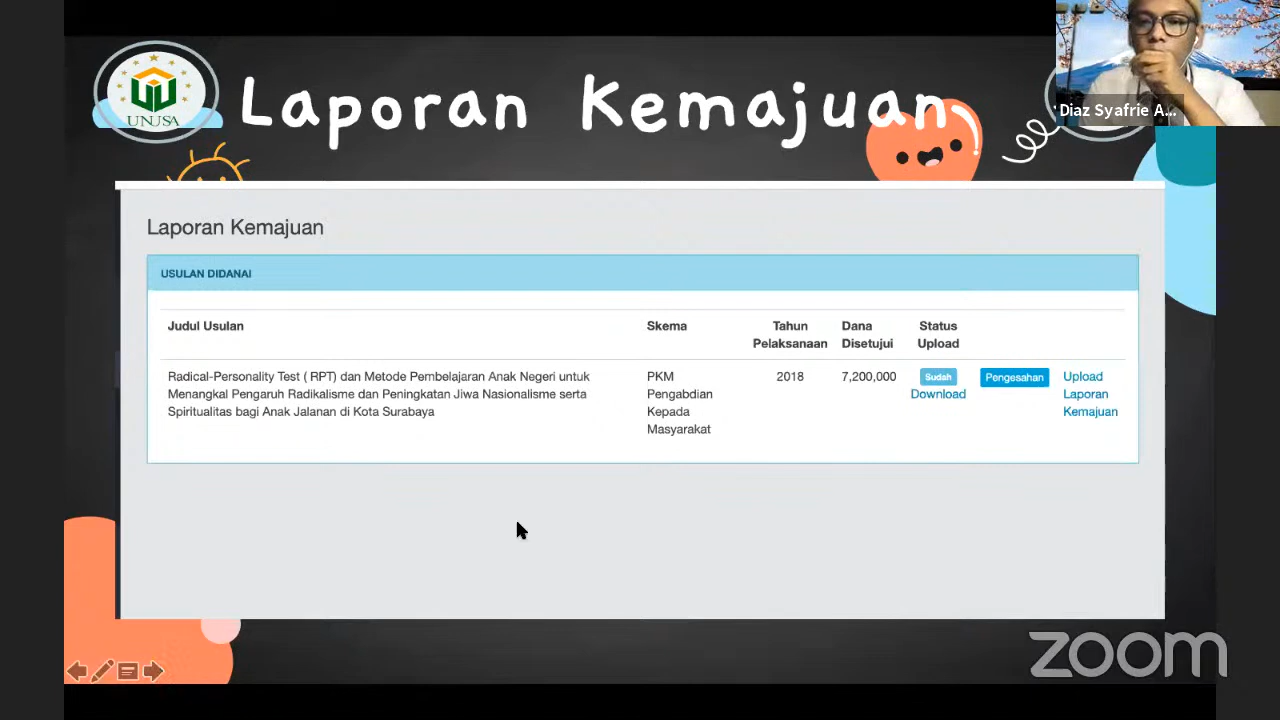 UNUSA
Laporan Kemajuan
Diaz Syafrie A...
Laporan Kemajuan
USULAN DIDANAI
Judul Usulan
Skema
Tahun
Pelaksanaan
Dana
Disetujui
Status
Upload
Radical-Personality Test ( RPT) dan Metode Pembelajaran Anak Negeri untuk
Menangkal Pengaruh Radikalisme dan Peningkatan Jiwa Nasionalisme serta
Spiritualitas bagi Anak Jalanan di Kota Surabaya
PKM
Pengabdian
Kepada
Masyarakat
2018
7,200,000
Sudah
Download
Pengesahan
Upload
Laporan
Kemajuan
zoom